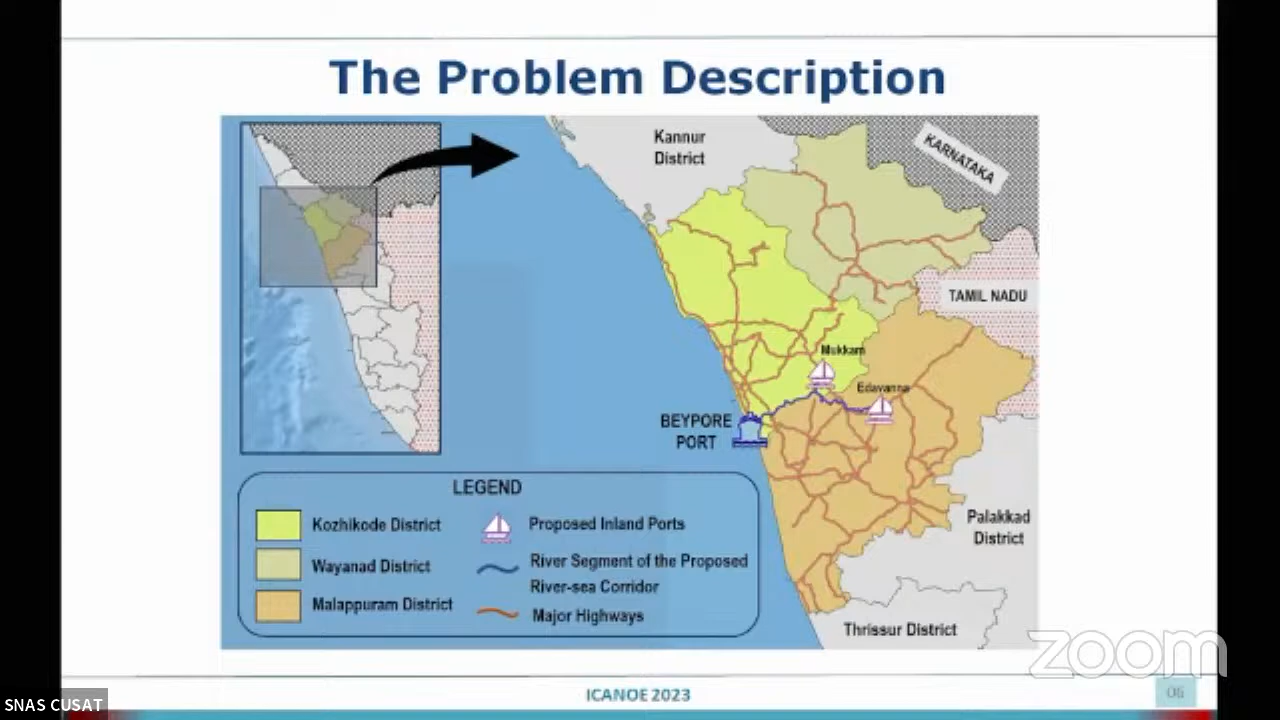 The Problem Description
Kannur
District
KARNATAKA
TAMIL NADU
Mukkam
Edavanna
BEYPORE
PORT
LEGEND
Kozhikode District
Wayanad District
Malappuram District
Proposed Inland Ports
River Segment of the Proposed
River-sea Corridor
Major Highways
Palakkad
District
Thrissur District
zoom
ICANOE 2023
06
SNAS CUSAT